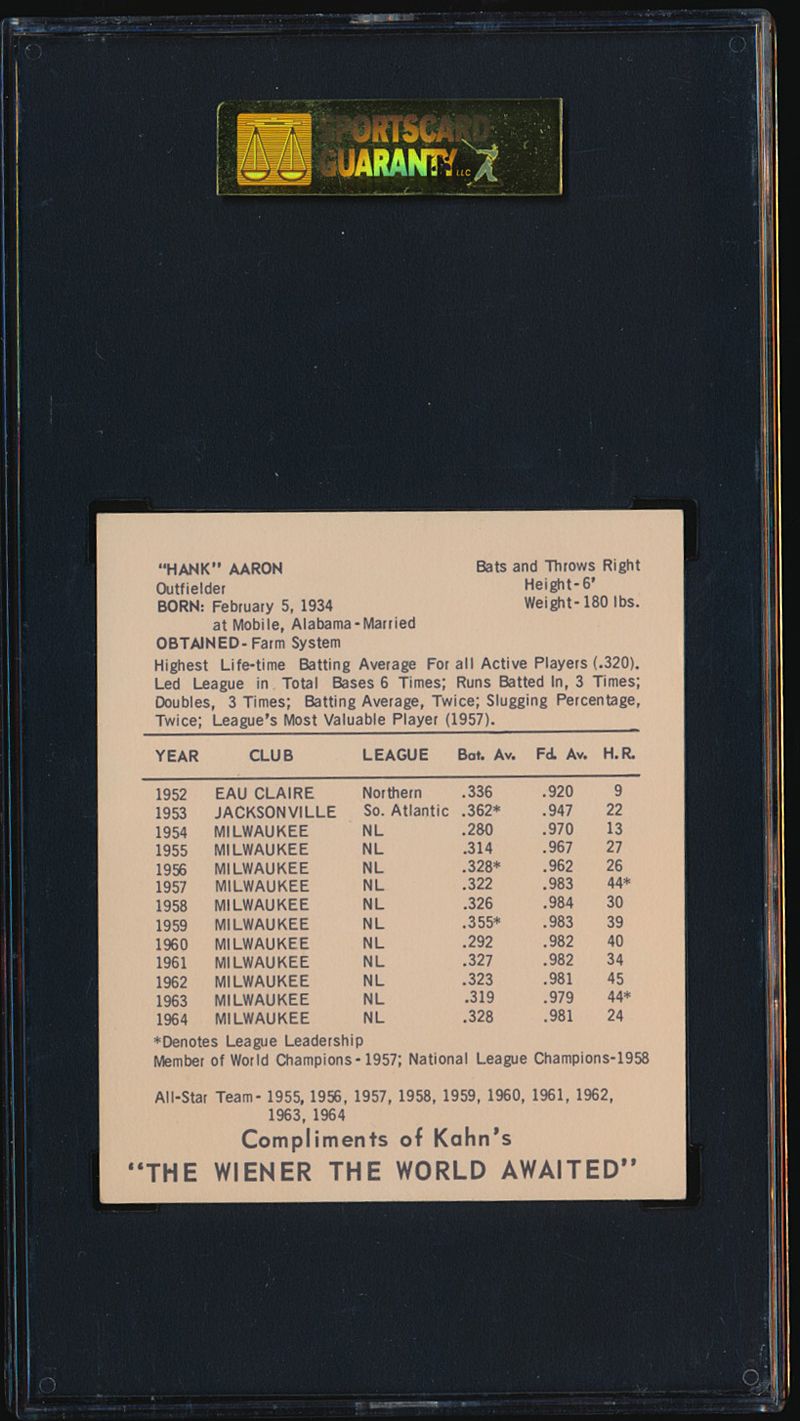 SPORTSCARD
GUARANTY LLC
“HANK” AARON Bats and Throws Right
Outfielder Height-6’
BORN: February 5, 1934 Weight-180 lbs.
at Mobile, Alabama-Married
OBTAINED-Farm System
Highest Life-time Batting Average For all Active Players (.320).
Led League in Total Bases 6 Times; Runs Batted In, 3 Times;
Doubles, 3 Times; Batting Average, Twice; Slugging Percentage,
Twice; League’s Most Valuable Player (1957).
YEAR CLUB LEAGUE Bat. Av. Fd. Av. H.R.
1952 EAU CLAIRE Northern .336 .920 9
1953 JACKSONVILLE So. Atlantic .362* .947 22
1954 MILWAUKEE NL .280 .970 13
1955 MILWAUKEE NL .314 .967 27
1956 MILWAUKEE NL .328* .962 26
1957 MILWAUKEE NL .322 .983 44*
1958 MILWAUKEE NL .326 .984 30
1959 MILWAUKEE NL .355* .983 39
1960 MILWAUKEE NL .292 .982 40
1961 MILWAUKEE NL .327 .982 34
1962 MILWAUKEE NL .323 .981 45
1963 MILWAUKEE NL .319 .979 44*
1964 MILWAUKEE NL .328 .981 24
*Denotes League Leadership
Member of World Champions-1957; National League Champions-1958
All-Star Team-1955, 1956, 1957, 1958, 1959, 1960, 1961, 1962,
1963, 1964
Compliments of Kahn’s
“THE WIENER THE WORLD AWAITED”